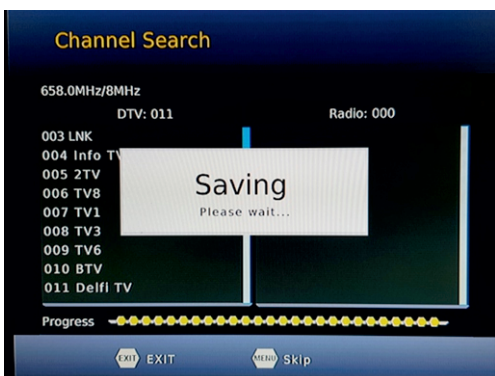 Channel Search
658.0MHz/8MHz
DTV: 011
Radio: 000
003 LNK
004 Info TV
005 2TV
006 TV8
007 TV1
008 TV3
009 TV6
010 BTV
011 Delfi TV
Saving
Please wait...
Progress
EXIT EXIT
MENU Skip